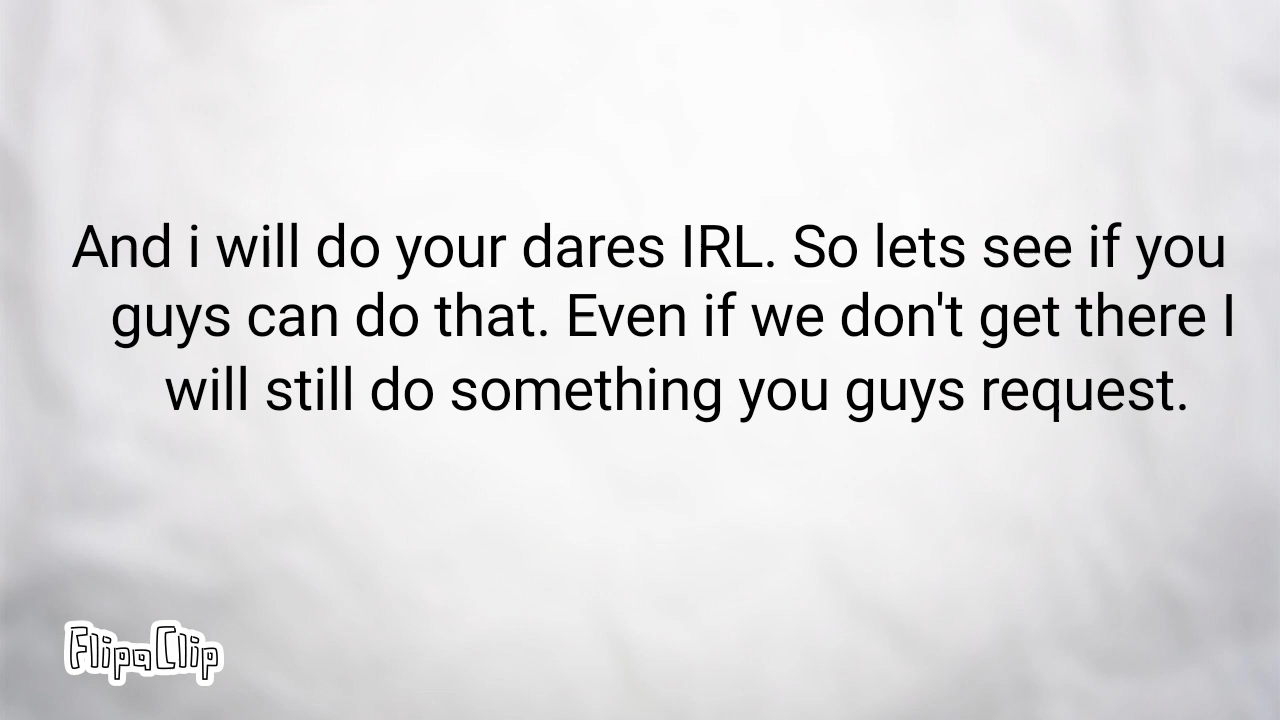 And i will do your dares IRL. So lets see if you
guys can do that. Even if we don't get there I
will still do something you guys request.
FlipaClip